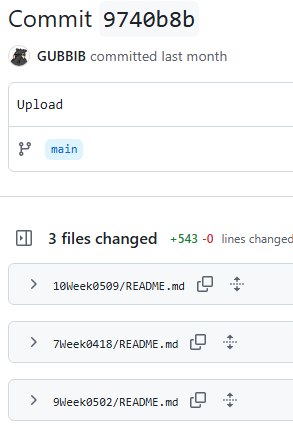 Commit 9740b8b
GUBBIB committed last month
Upload
main
3 files changed +543 -0 lines changed
10Week0509/README.md
7Week0418/README.md
9Week0502/README.md